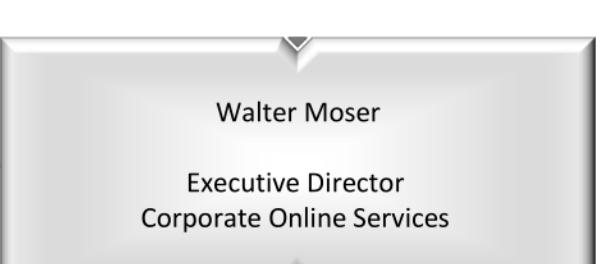 Walter Moser
Executive Director
Corporate Online Services